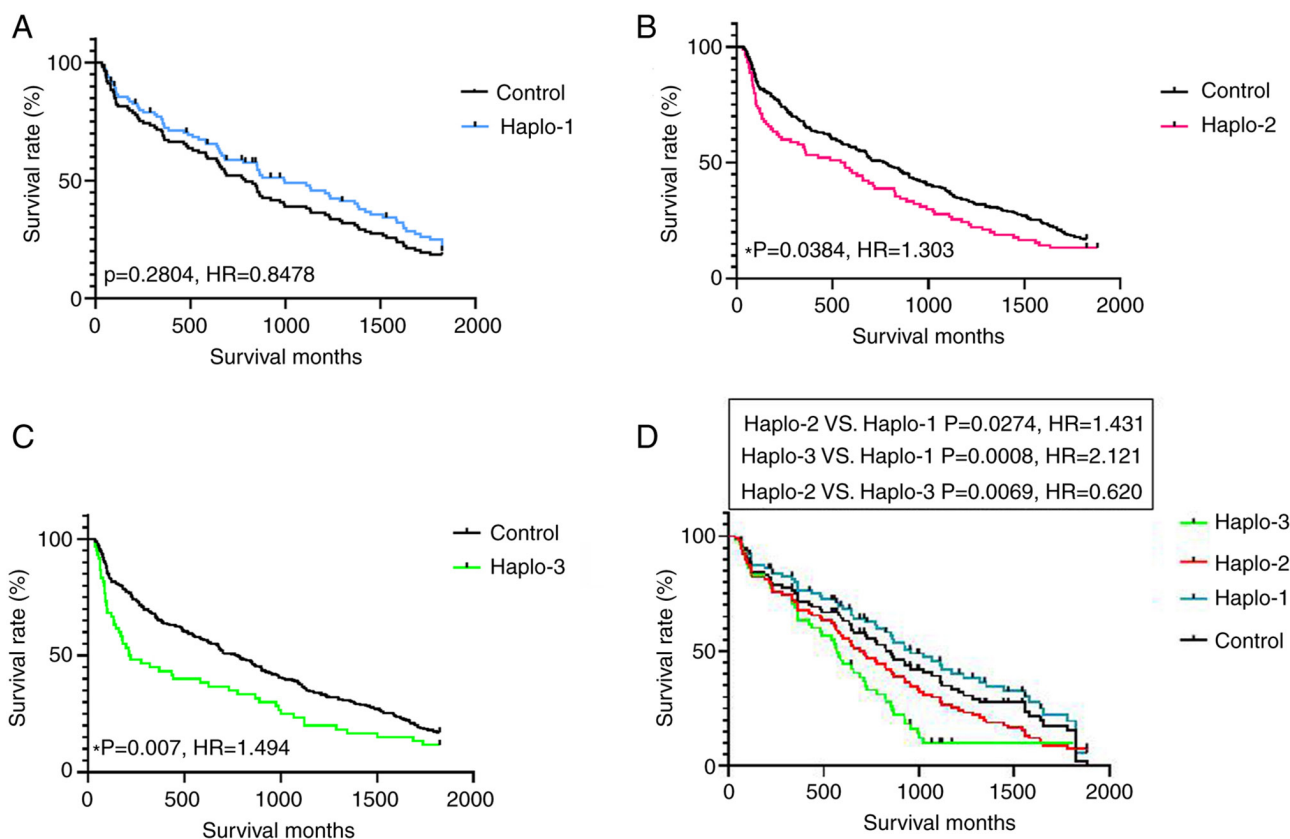 A
Survival rate (%)
100
50
0
0 500 1000 1500 2000
Survival months
Control
Haplo-1
p=0.2804, HR=0.8478
B
Survival rate (%)
100
50
0
0 500 1000 1500 2000
Survival months
Control
Haplo-2
*P=0.0384, HR=1.303
C
Survival rate (%)
100
50
0
0 500 1000 1500 2000
Survival months
Control
Haplo-3
*P=0.007, HR=1.494
D
Haplo-2 VS. Haplo-1 P=0.0274, HR=1.431
Haplo-3 VS. Haplo-1 P=0.0008, HR=2.121
Haplo-2 VS. Haplo-3 P=0.0069, HR=0.620
Survival rate (%)
100
50
0
0 500 1000 1500 2000
Survival months
Haplo-3
Haplo-2
Haplo-1
Control